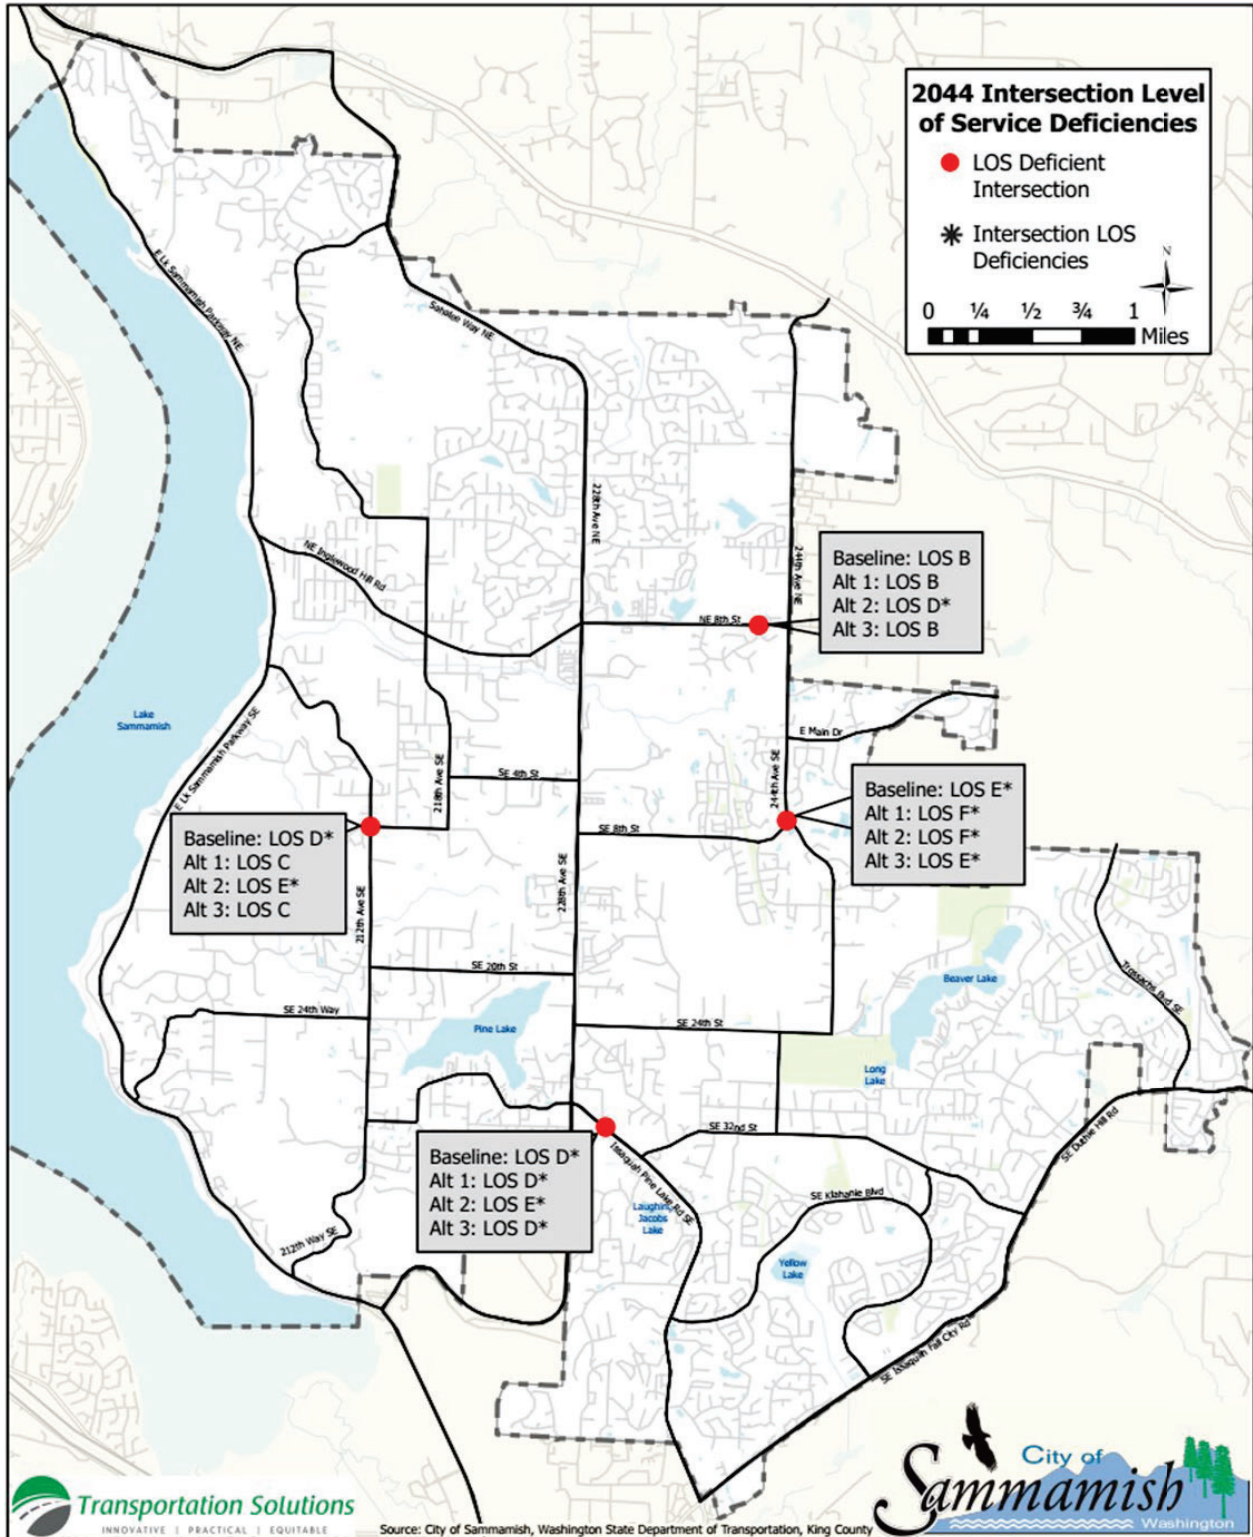 2044 Intersection Level
of Service Deficiencies
LOS Deficient
Intersection
Intersection LOS
Deficiencies
N
0 ¼ ½ ¾ 1
Miles
E Lk Sammamish Parkway NE
Sahalee Way NE
228th Ave NE
244th Ave NE
NE Inglewood Hill Rd
NE 8th St
Baseline: LOS B
Alt 1: LOS B
Alt 2: LOS D*
Alt 3: LOS B
Lake
Sammamish
E Lk Sammamish Parkway SE
E Main Dr
218th Ave SE
SE 4th St
244th Ave SE
SE 8th St
Baseline: LOS E*
Alt 1: LOS F*
Alt 2: LOS F*
Alt 3: LOS E*
Baseline: LOS D*
Alt 1: LOS C
Alt 2: LOS E*
Alt 3: LOS C
212th Ave SE
228th Ave SE
SE 20th St
Beaver Lake
Trossachs Blvd SE
SE 24th Way
Pine Lake
SE 24th St
Long
Lake
SE 32nd St
SE Duthie Hill Rd
Baseline: LOS D*
Alt 1: LOS D*
Alt 2: LOS E*
Alt 3: LOS D*
Issaquah Pine Lake Rd SE
SE Klahanie Blvd
Laughing
Jacobs
Lake
212th Way SE
Yellow
Lake
SE Issaquah Fall City Rd
Transportation Solutions
INNOVATIVE | PRACTICAL | EQUITABLE
Source: City of Sammamish, Washington State Department of Transportation, King County
City of
Sammamish
Washington